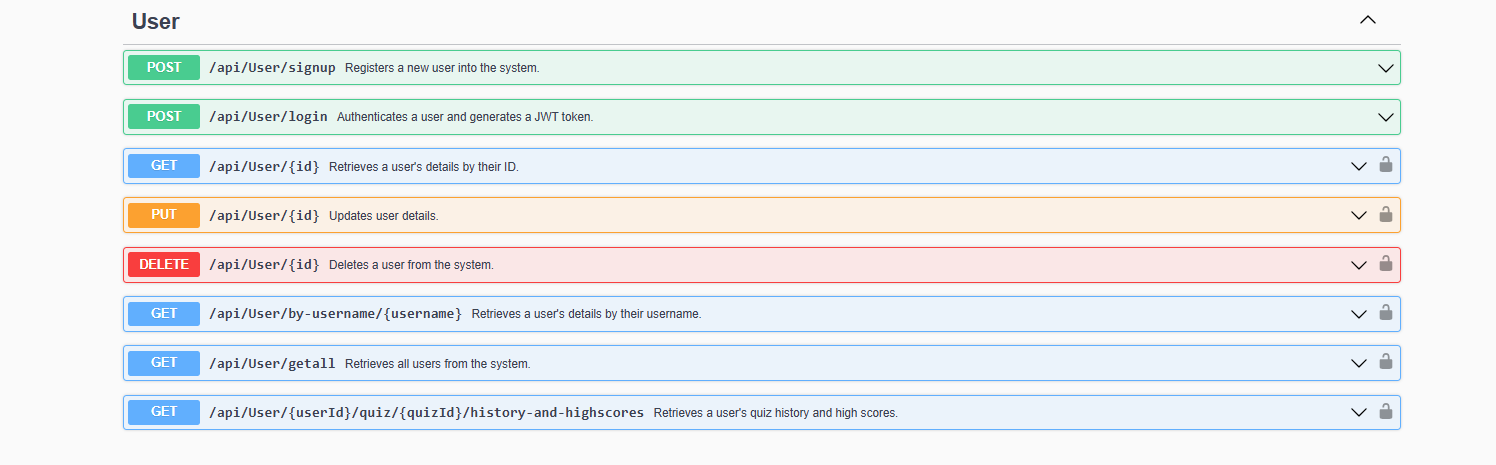 User
POST /api/User/signup Registers a new user into the system.
POST /api/User/login Authenticates a user and generates a JWT token.
GET /api/User/{id} Retrieves a user's details by their ID.
PUT /api/User/{id} Updates user details.
DELETE /api/User/{id} Deletes a user from the system.
GET /api/User/by-username/{username} Retrieves a user's details by their username.
GET /api/User/getall Retrieves all users from the system.
GET /api/User/{userId}/quiz/{quizId}/history-and-highscores Retrieves a user's quiz history and high scores.